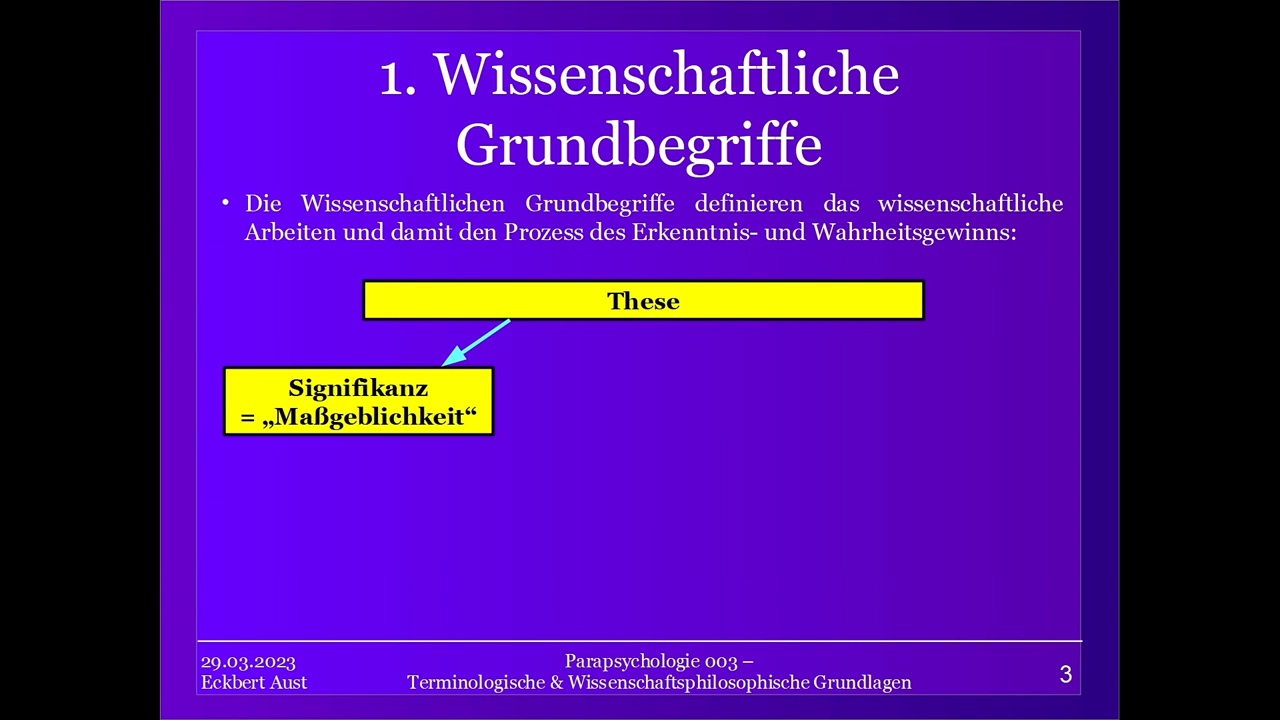 1. Wissenschaftliche
Grundbegriffe
• Die Wissenschaftlichen Grundbegriffe definieren das wissenschaftliche
Arbeiten und damit den Prozess des Erkenntnis- und Wahrheitsgewinns:
These
Signifikanz
= „Maßgeblichkeit“
29.03.2023
Eckbert Aust
Parapsychologie 003 –
Terminologische & Wissenschaftsphilosophische Grundlagen
3